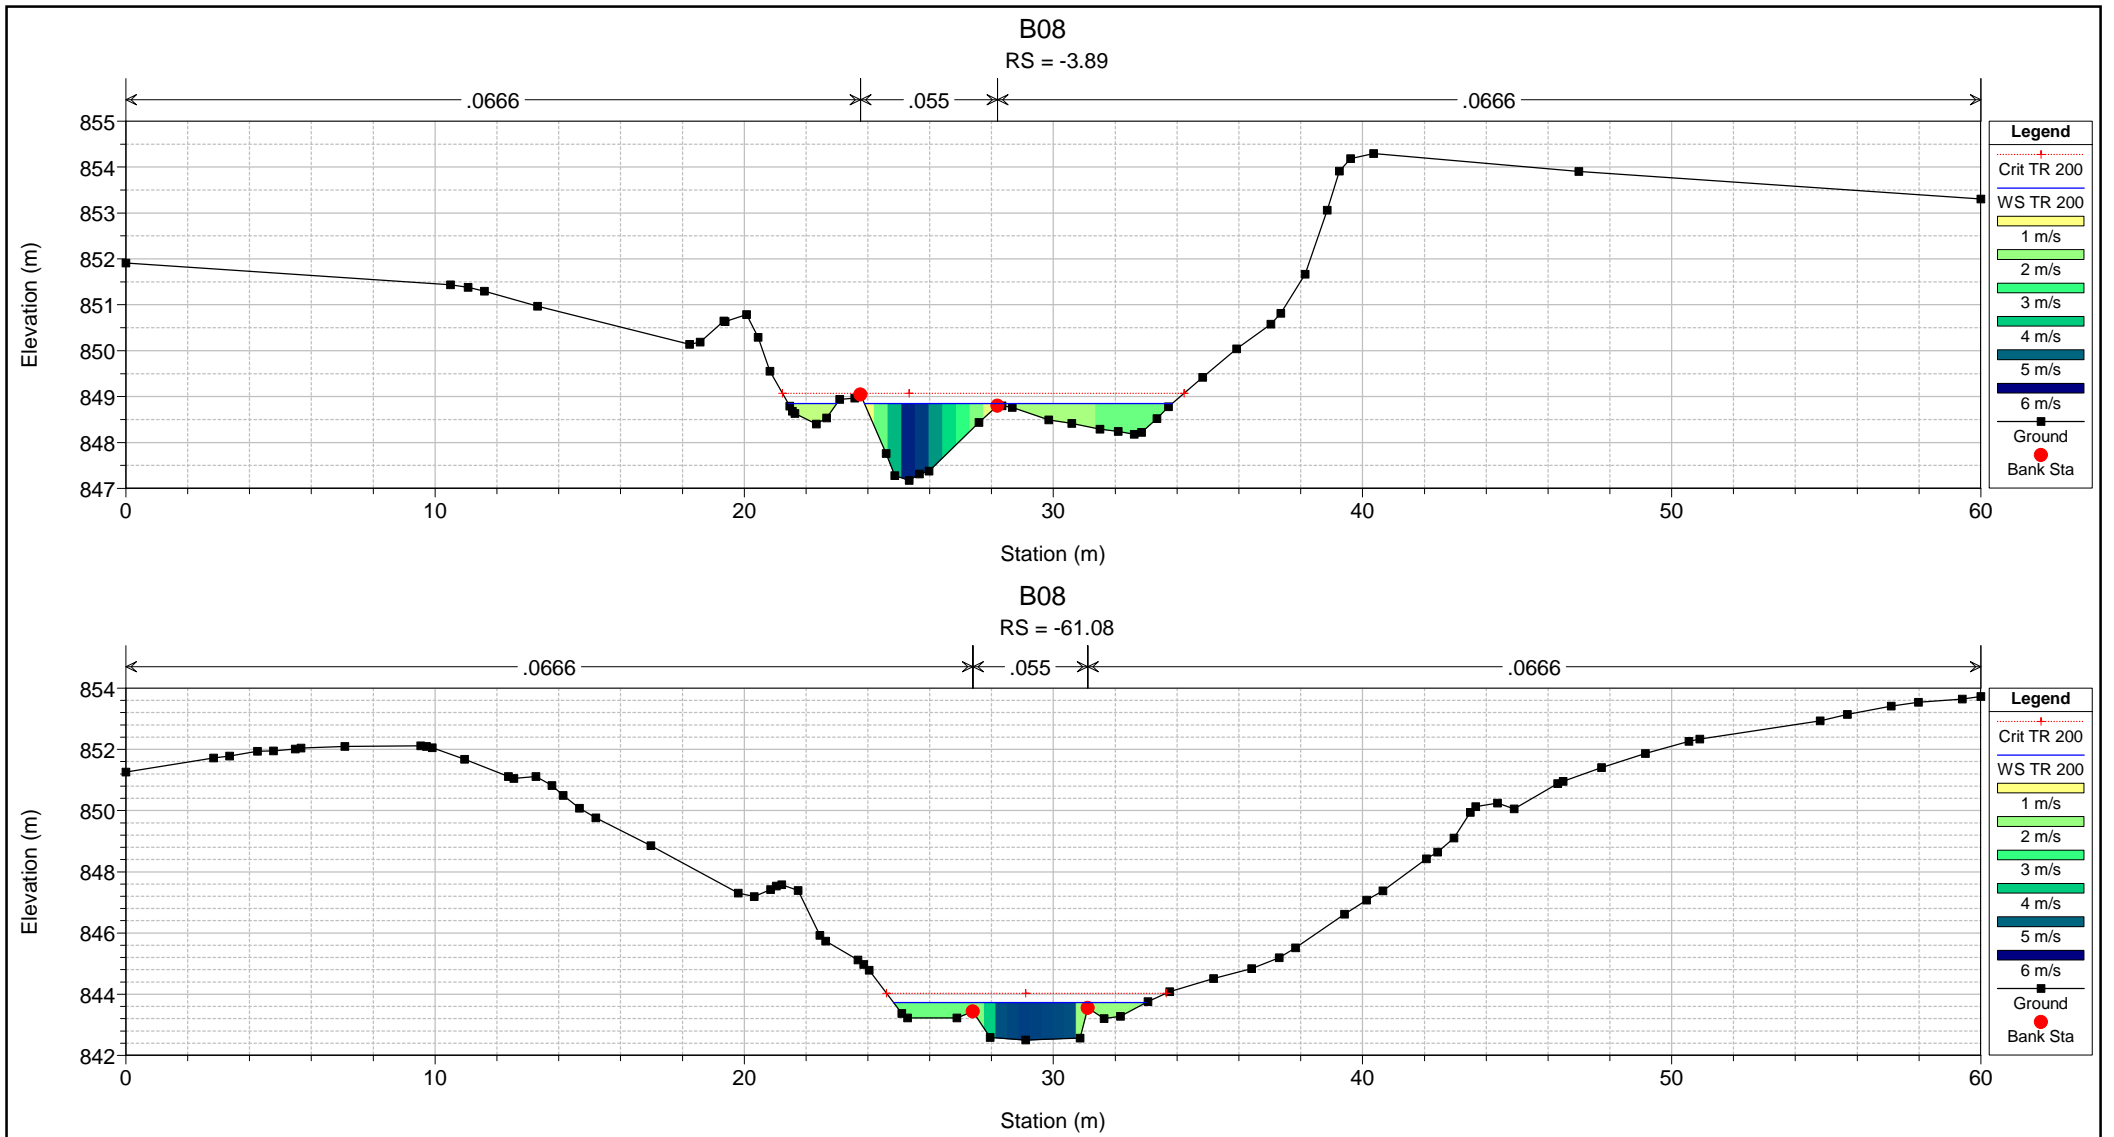 B08
RS = -3.89
.0666
.055
.0666
855
854
853
852
851
850
849
848
847
Elevation (m)
0
10
20
30
40
50
60
Station (m)
Legend
Crit TR 200
WS TR 200
1 m/s
2 m/s
3 m/s
4 m/s
5 m/s
6 m/s
Ground
Bank Sta
B08
RS = -61.08
.0666
.055
.0666
854
852
850
848
846
844
842
Elevation (m)
0
10
20
30
40
50
60
Station (m)
Legend
Crit TR 200
WS TR 200
1 m/s
2 m/s
3 m/s
4 m/s
5 m/s
6 m/s
Ground
Bank Sta